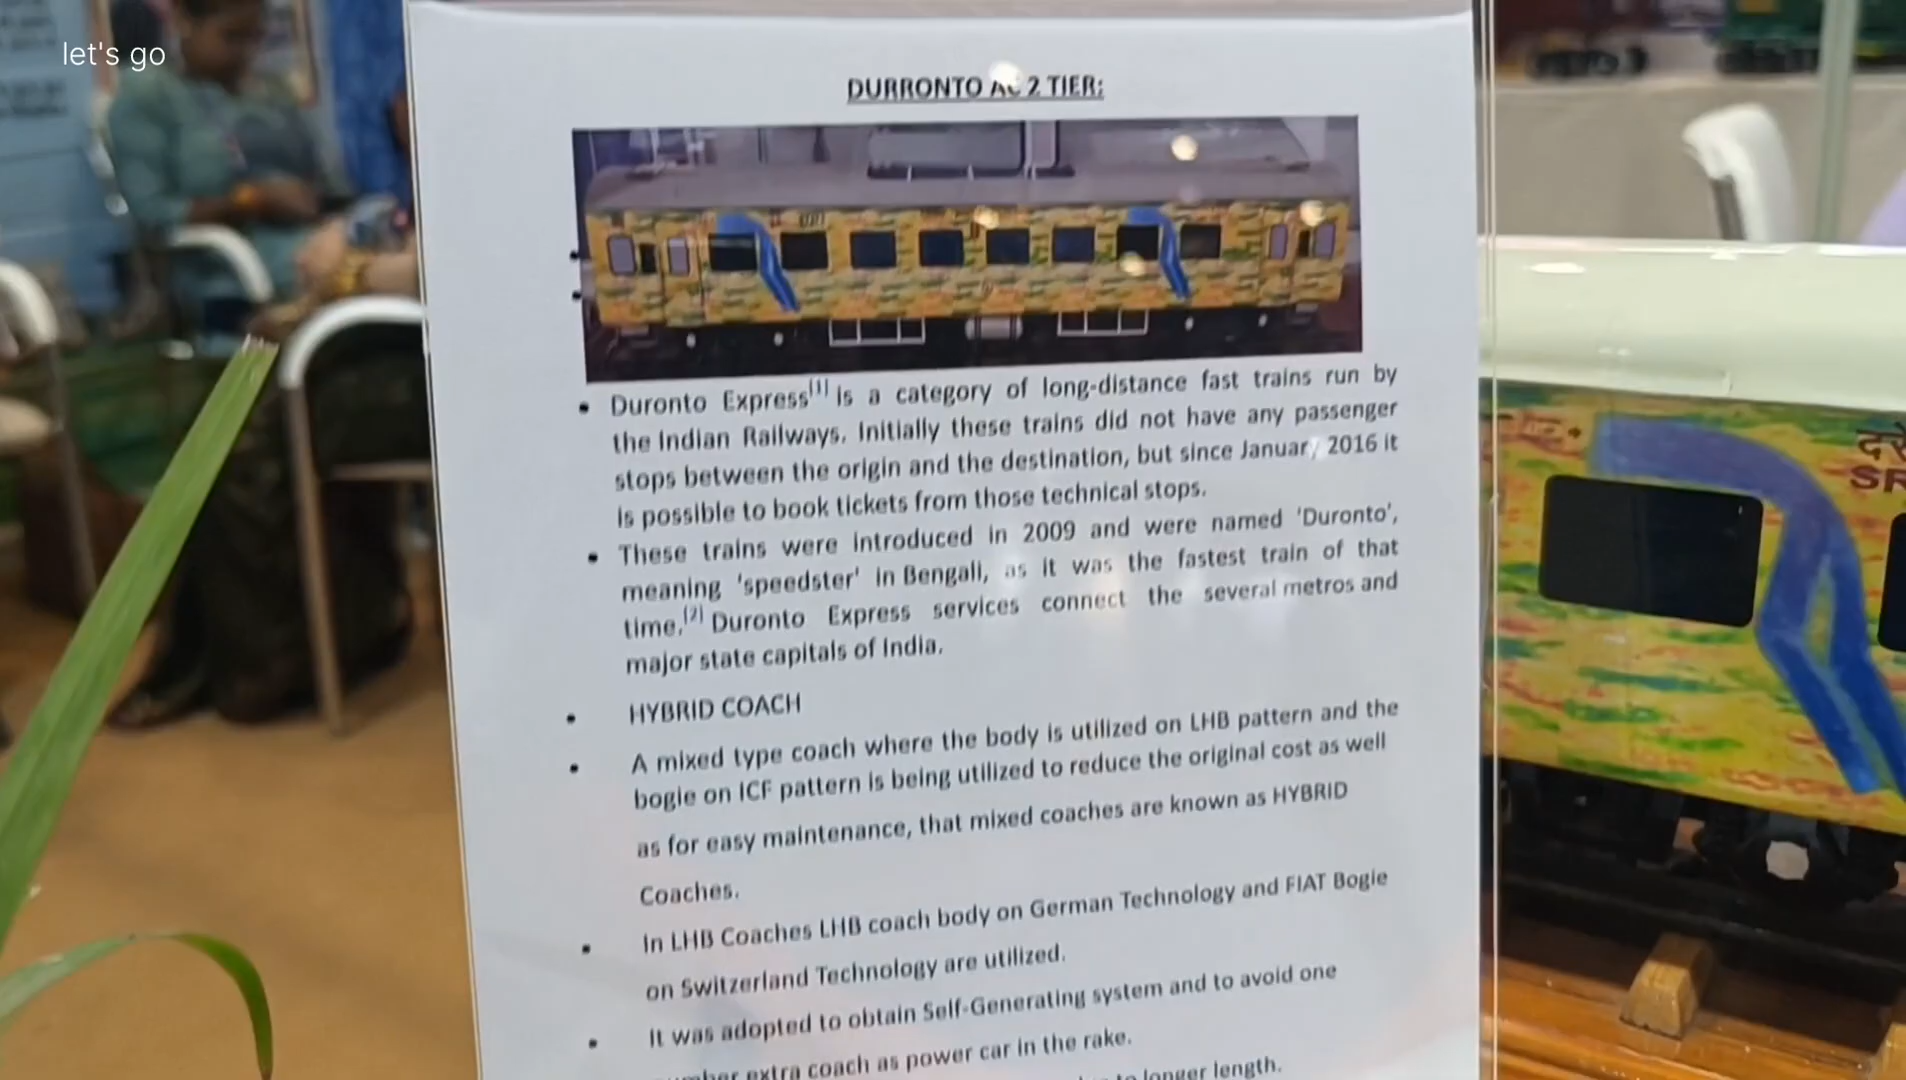 let's go
DURRONTO AC 2 TIER:
• Duronto Express[1] is a category of long-distance fast trains run by
the Indian Railways. Initially these trains did not have any passenger
stops between the origin and the destination, but since January 2016 it
is possible to book tickets from those technical stops.
• These trains were introduced in 2009 and were named 'Duronto',
meaning 'speedster' in Bengali, as it was the fastest train of that
time.[2] Duronto Express services connect the several metros and
major state capitals of India.
• HYBRID COACH
• A mixed type coach where the body is utilized on LHB pattern and the
bogie on ICF pattern is being utilized to reduce the original cost as well
as for easy maintenance, that mixed coaches are known as HYBRID
Coaches.
• In LHB Coaches LHB coach body on German Technology and FIAT Bogie
on Switzerland Technology are utilized.
• It was adopted to obtain Self-Generating system and to avoid one
extra coach as power car in the rake.
to longer length.
SR